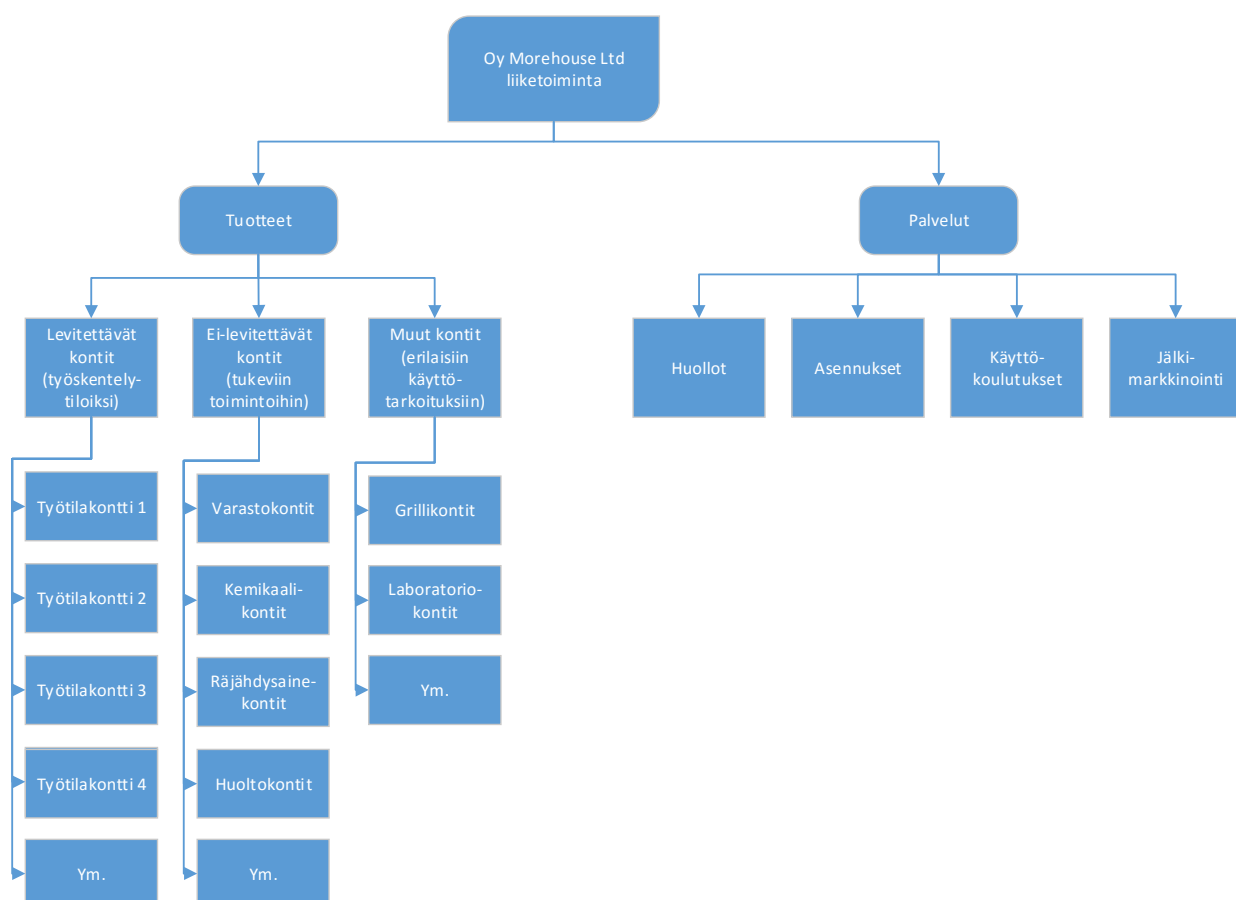 Oy Morehouse Ltd
liiketoiminta
Tuotteet
Palvelut
Levitettävät
kontit
(työskentely-
tiloiksi)
Ei-levitettävät
kontit
(tukeviin
toimintoihin)
Muut kontit
(erilaisiin
käyttö-
tarkoituksiin)
Huollot
Asennukset
Käyttö-
koulutukset
Jälki-
markkinointi
Työtilakontti 1
Työtilakontti 2
Työtilakontti 3
Työtilakontti 4
Ym.
Varastokontit
Kemikaali-
kontit
Räjähdysaine-
kontit
Huoltokontit
Ym.
Grillikontit
Laboratorio-
kontit
Ym.